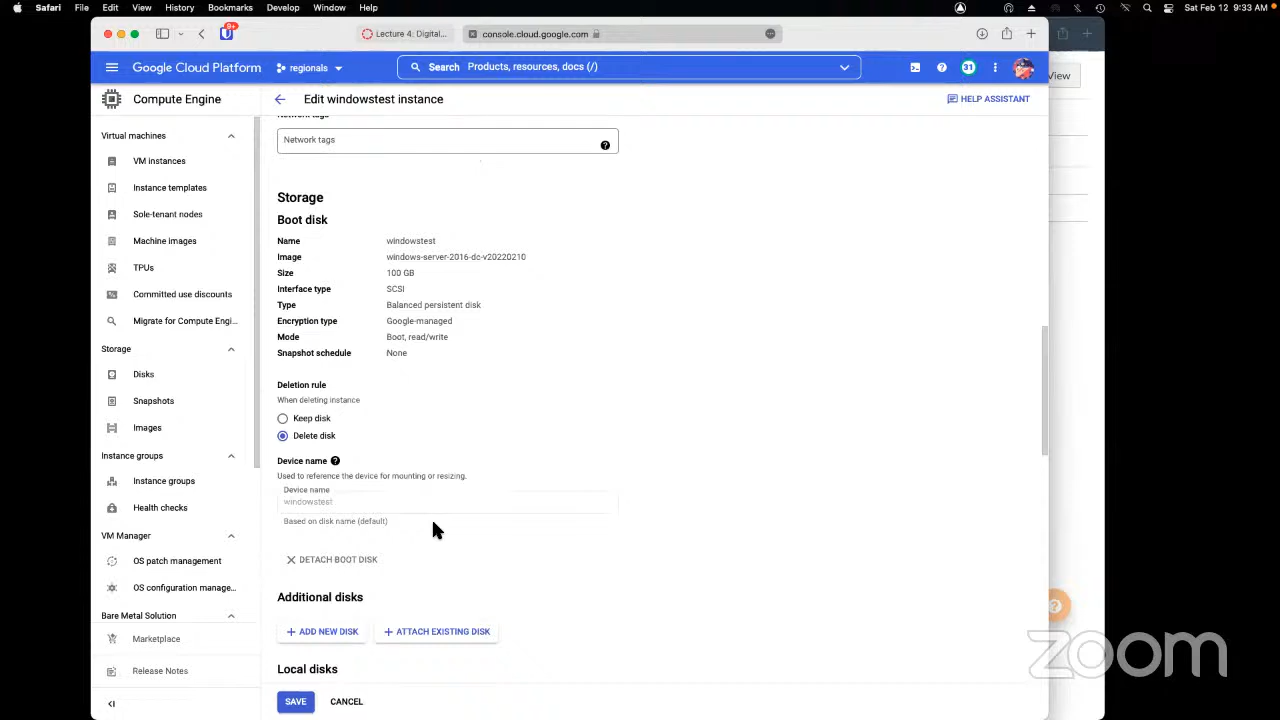 Safari File Edit View History Bookmarks Develop Window Help Sat Feb 12 9:33 AM
9+ Lecture 4: Digital... console.cloud.google.com
Google Cloud Platform regionals Search Products, resources, docs (/) 31
View
Compute Engine Edit windowstest instance HELP ASSISTANT
Network tags
Network tags
Virtual machines
VM instances
Instance templates
Sole-tenant nodes
Machine images
TPUs
Committed use discounts
Migrate for Compute Engi...
Storage
Disks
Snapshots
Images
Instance groups
Instance groups
Health checks
VM Manager
OS patch management
OS configuration manage...
Bare Metal Solution
Marketplace
Release Notes
Storage
Boot disk
Name windowstest
Image windows-server-2016-dc-v20220210
Size 100 GB
Interface type SCSI
Type Balanced persistent disk
Encryption type Google-managed
Mode Boot, read/write
Snapshot schedule None
Deletion rule
When deleting instance
Keep disk
Delete disk
Device name
Used to reference the device for mounting or resizing.
Device name
windowstest
Based on disk name (default)
DETACH BOOT DISK
Additional disks
+ ADD NEW DISK + ATTACH EXISTING DISK
Local disks
SAVE CANCEL
zoom